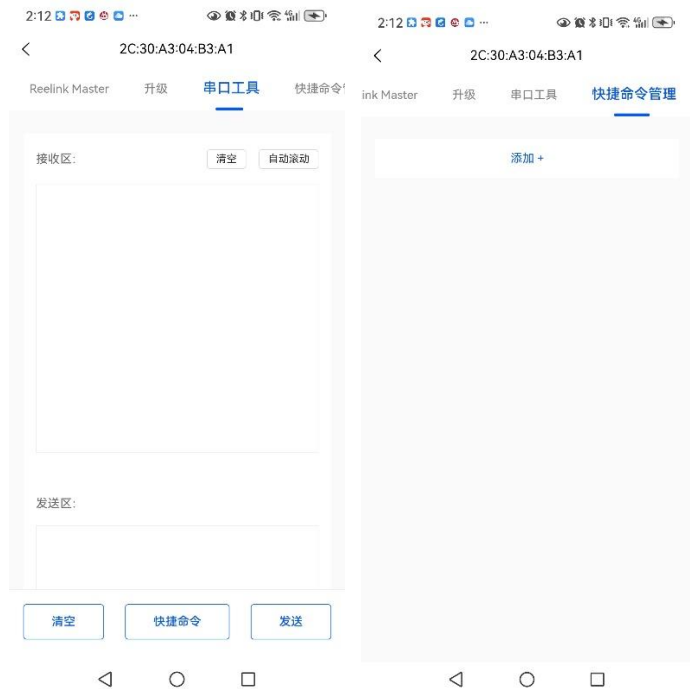 2:12
2C:30:A3:04:B3:A1
Reelink Master 升级 串口工具 快捷命令
接收区: 清空 自动滚动
发送区:
清空 快捷命令 发送
2:12
2C:30:A3:04:B3:A1
ink Master 升级 串口工具 快捷命令管理
添加 +